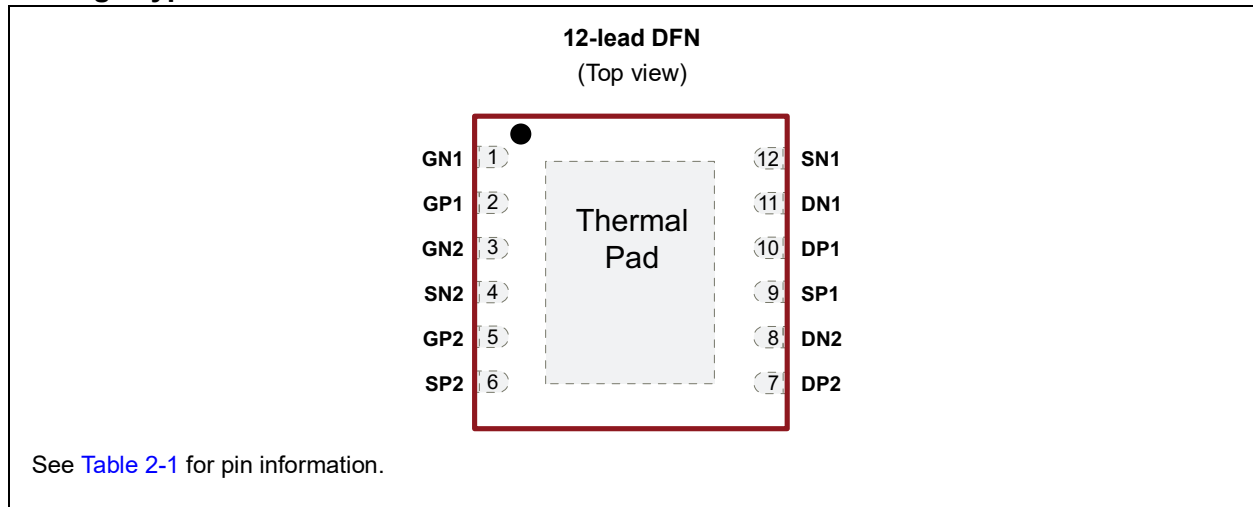 12-lead DFN
(Top view)
GN1 1 12 SN1
GP1 2 11 DN1
GN2 3 10 DP1
SN2 4 9 SP1
GP2 5 8 DN2
SP2 6 7 DP2
Thermal
Pad
See Table 2-1 for pin information.